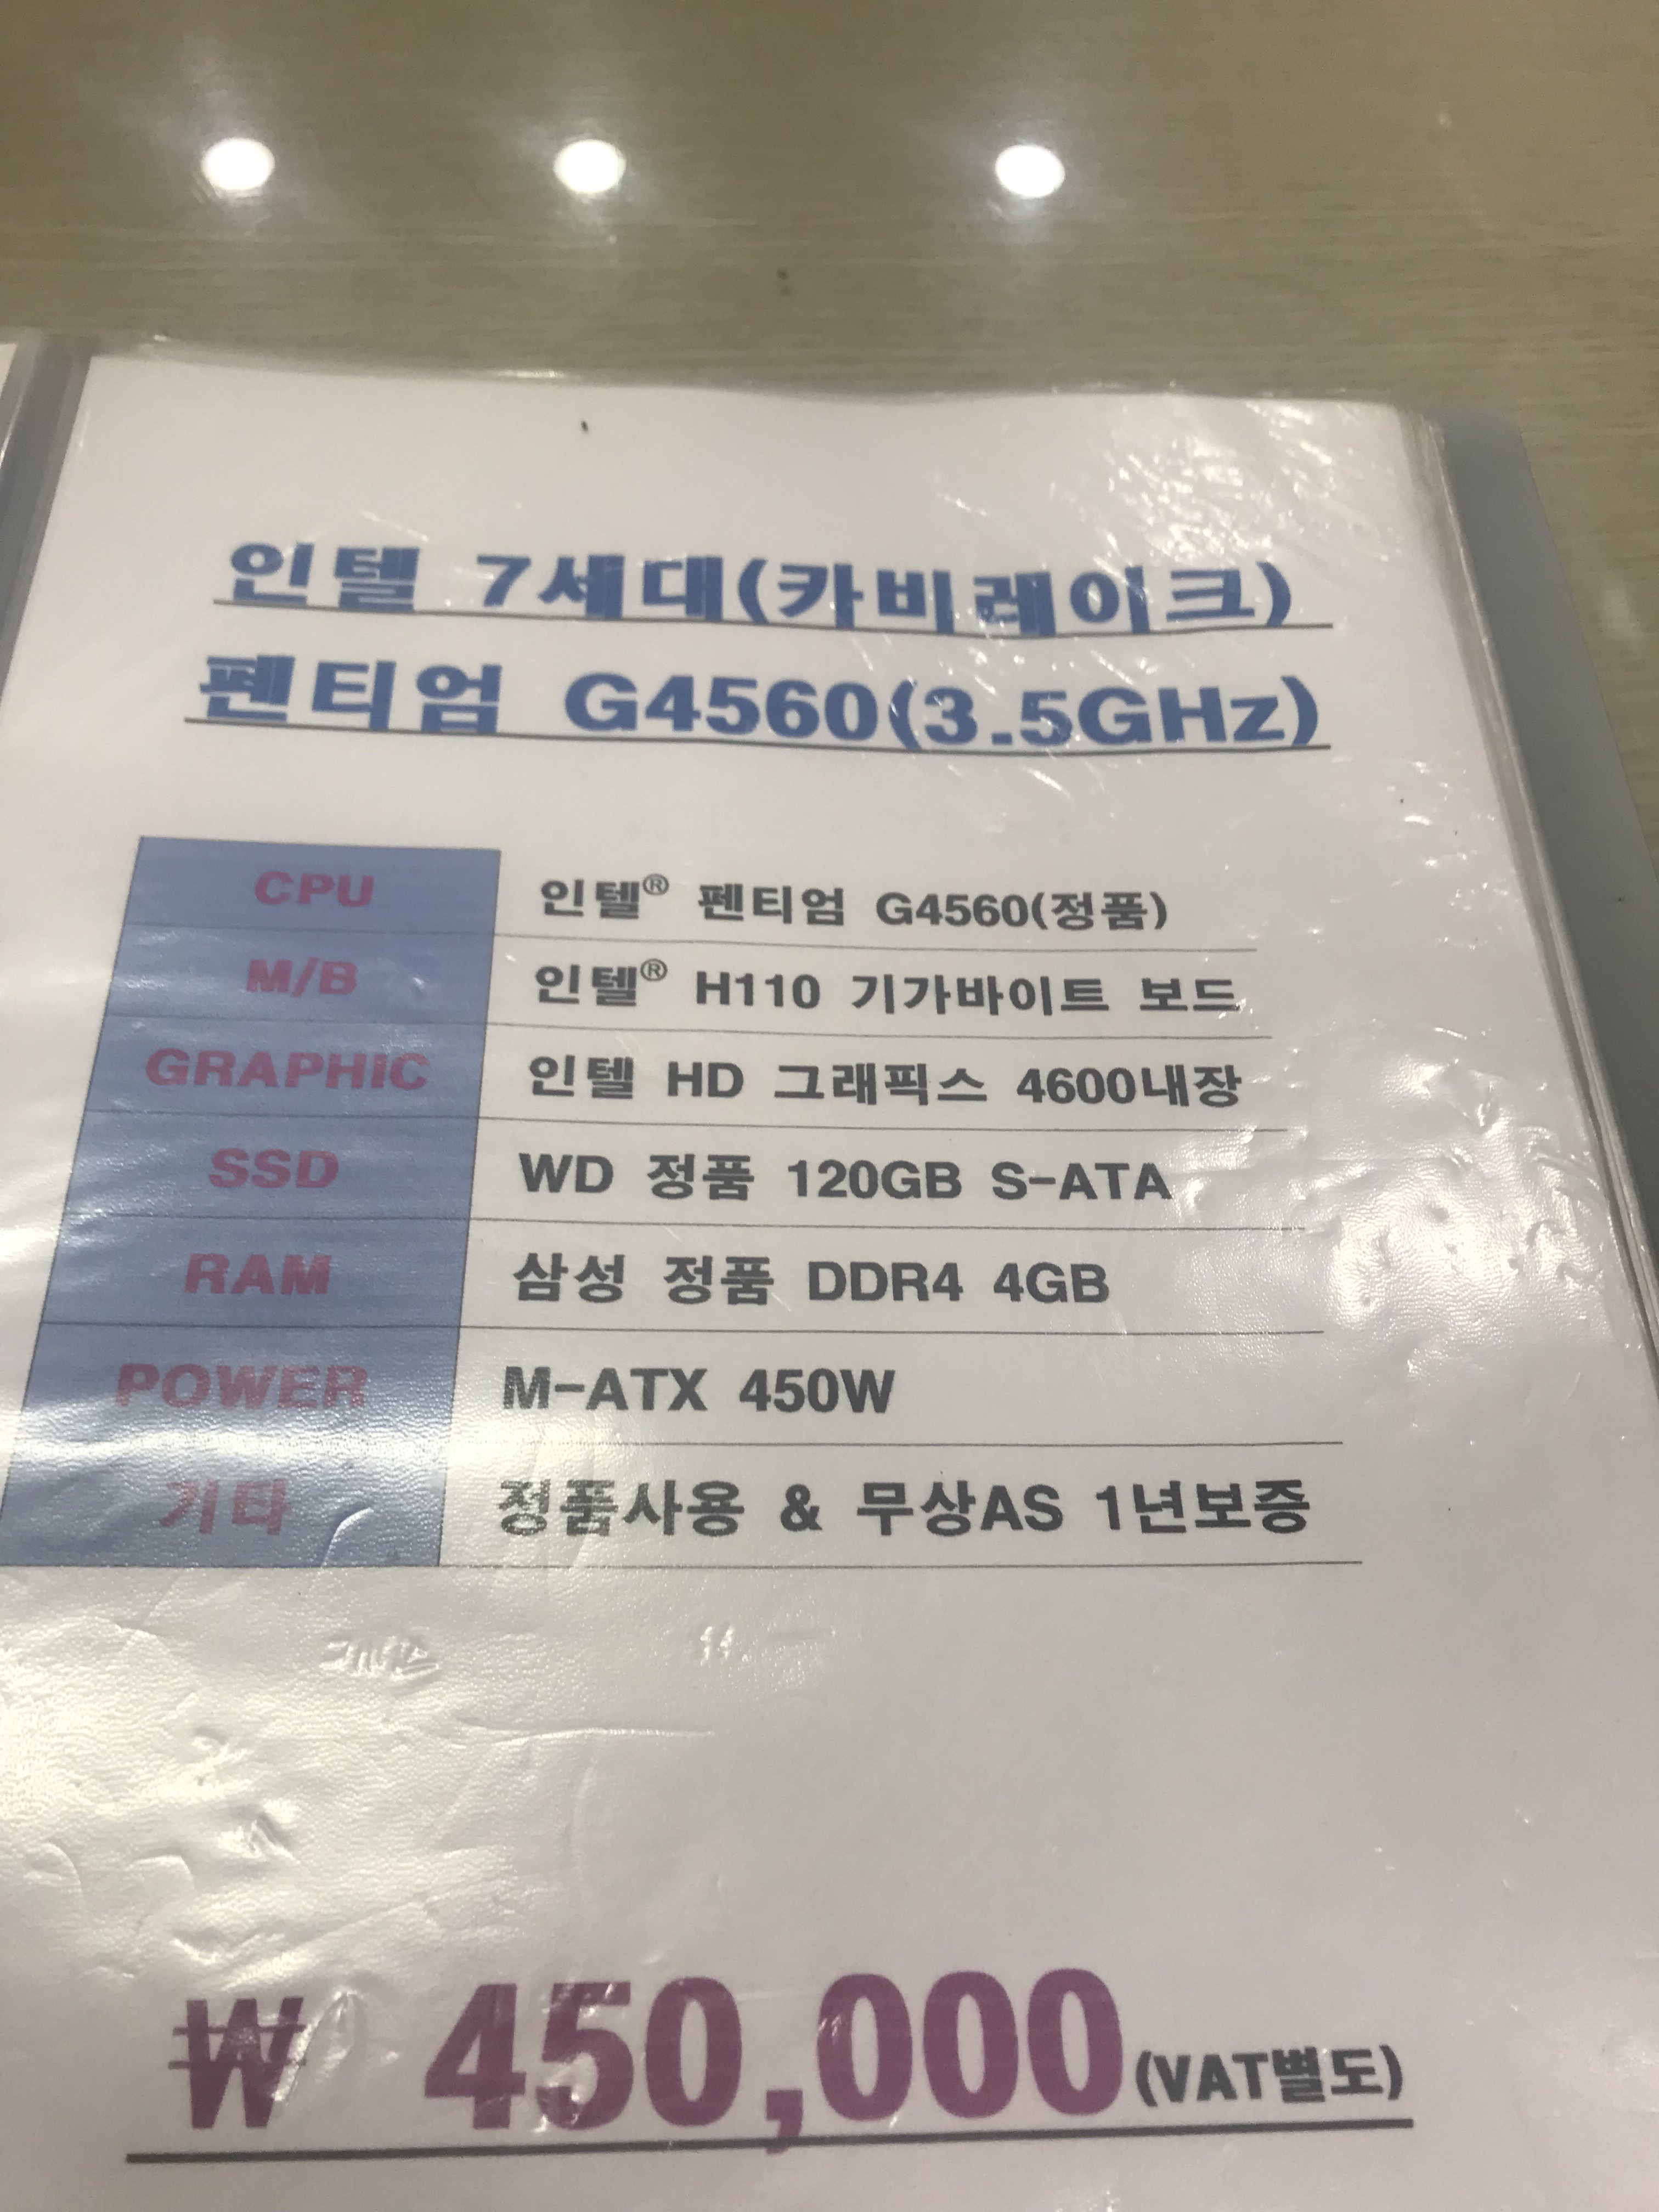 인텔 7세대(카비레이크)
펜티엄 G4560(3.5GHz)
CPU 인텔® 펜티엄 G4560(정품)
M/B 인텔® H110 기가바이트 보드
GRAPHIC 인텔 HD 그래픽스 4600내장
SSD WD 정품 120GB S-ATA
RAM 삼성 정품 DDR4 4GB
POWER M-ATX 450W
기타 정품사용 & 무상AS 1년보증
₩ 450,000(VAT별도)